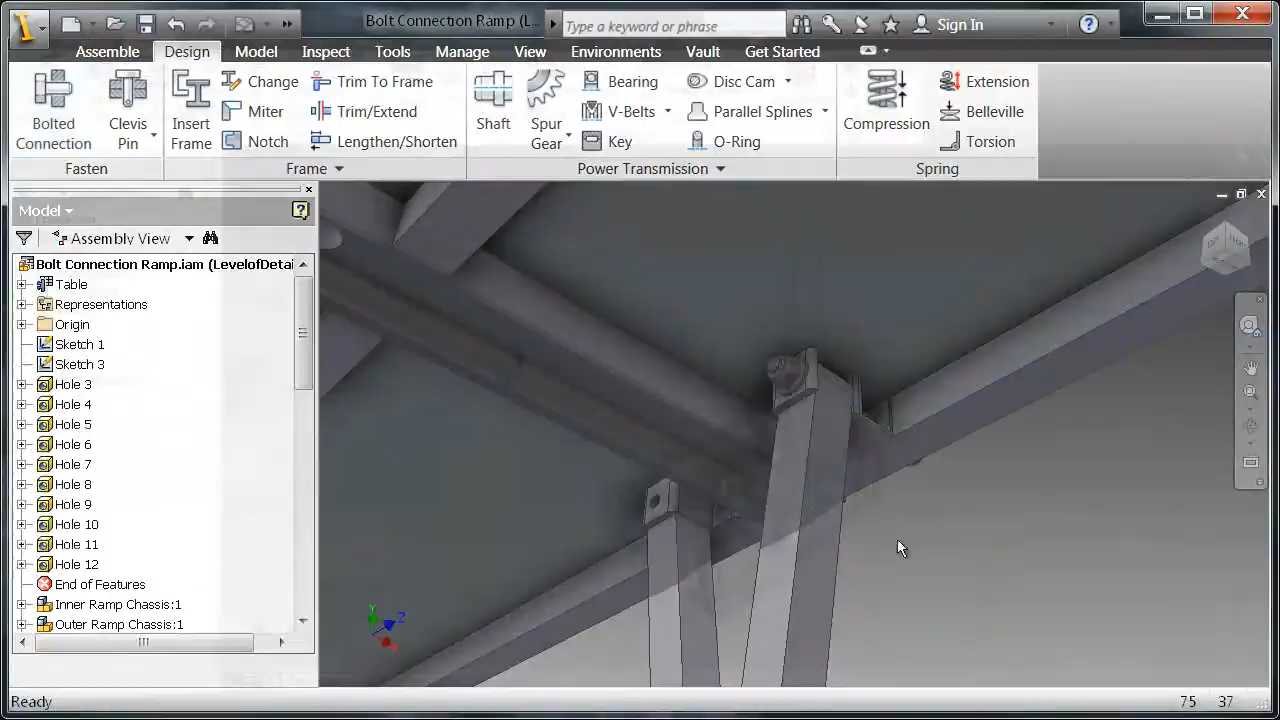 Bolt Connection Ramp (L...
Type a keyword or phrase
Sign In
Assemble Design Model Inspect Tools Manage View Environments Vault Get Started
Bolted Connection
Clevis Pin
Insert Frame
Change
Miter
Notch
Trim To Frame
Trim/Extend
Lengthen/Shorten
Shaft
Spur Gear
Bearing
V-Belts
Key
Disc Cam
Parallel Splines
O-Ring
Compression
Extension
Belleville
Torsion
Fasten
Frame
Power Transmission
Spring
Model
Assembly View
Bolt Connection Ramp.iam (LevelofDetai
Table
Representations
Origin
Sketch 1
Sketch 3
Hole 3
Hole 4
Hole 5
Hole 6
Hole 7
Hole 8
Hole 9
Hole 10
Hole 11
Hole 12
End of Features
Inner Ramp Chassis:1
Outer Ramp Chassis:1
Y
Z
X
Ready
75 37